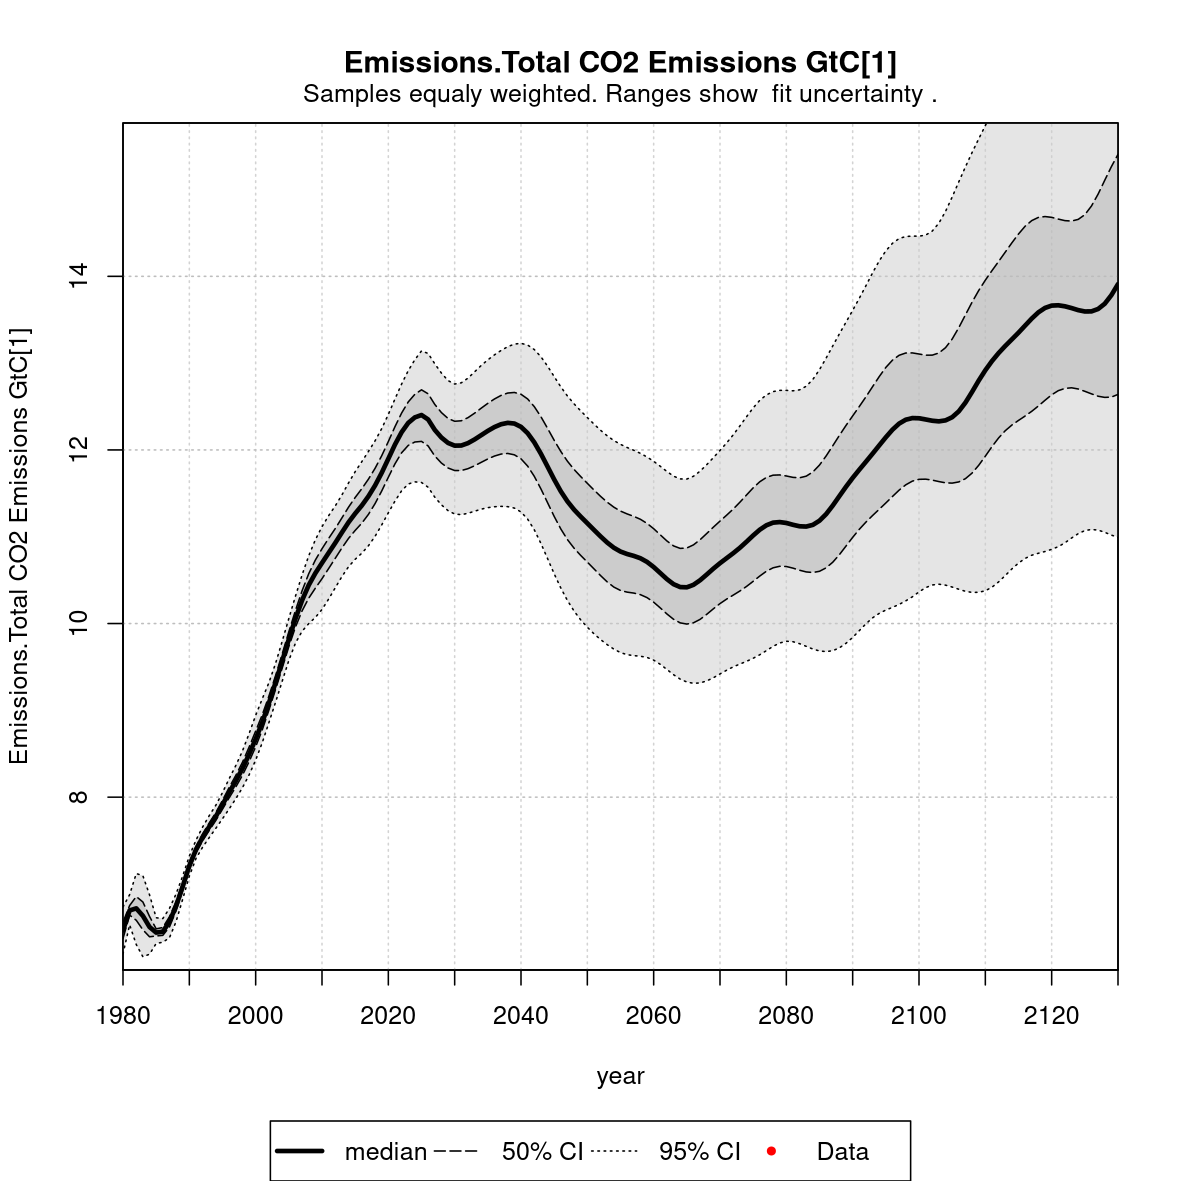 Emissions.Total CO2 Emissions GtC[1]
Samples equaly weighted. Ranges show  fit uncertainty .
Emissions.Total CO2 Emissions GtC[1]
14
12
10
8
1980 2000 2020 2040 2060 2080 2100 2120
year
median 50% CI 95% CI Data